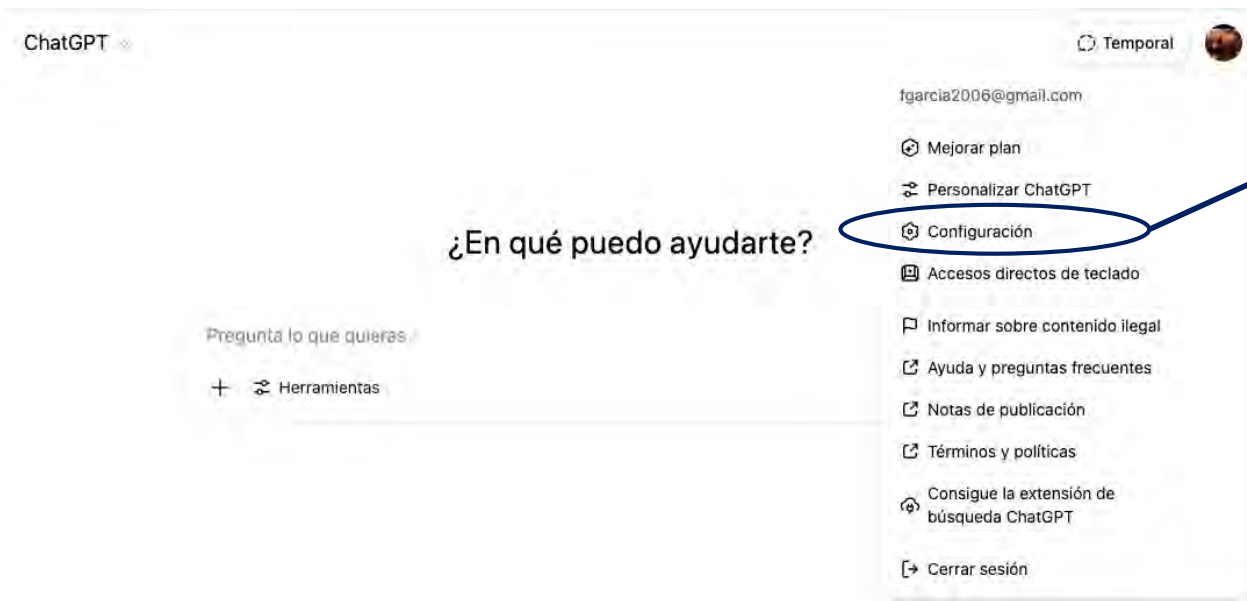 ChatGPT
Temporal
fgarcia2006@gmail.com
Mejorar plan
Personalizar ChatGPT
Configuración
¿En qué puedo ayudarte?
Accesos directos de teclado
Informar sobre contenido ilegal
Pregunta lo que quieras
Ayuda y preguntas frecuentes
Herramientas
Notas de publicación
Términos y políticas
Consigue la extensión de
búsqueda ChatGPT
Cerrar sesión